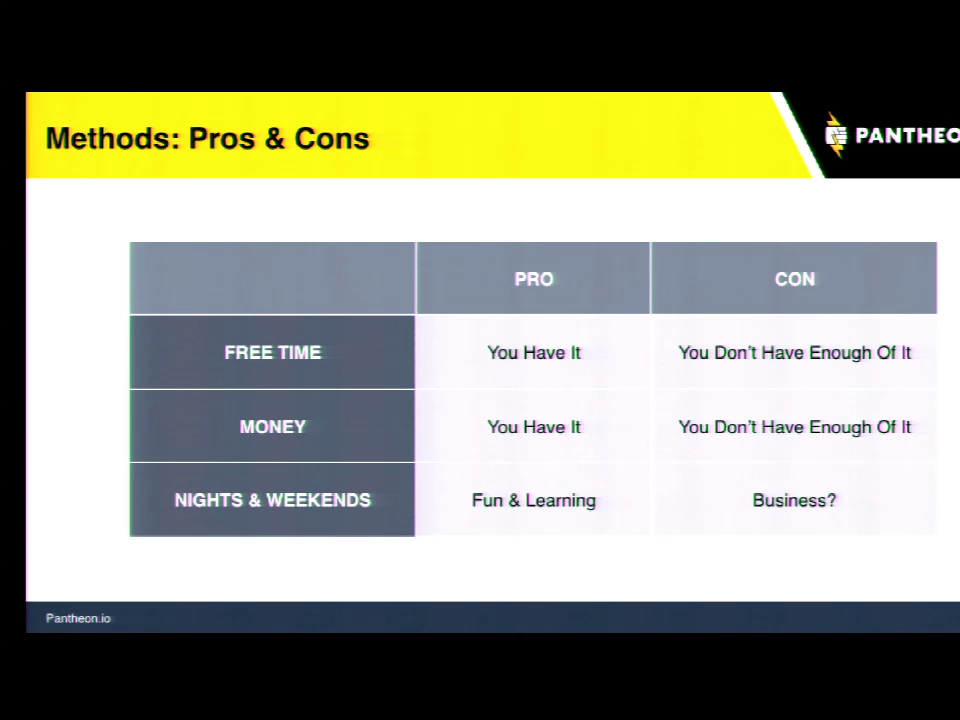 Methods: Pros & Cons
PANTHEO
PRO CON
FREE TIME You Have It You Don't Have Enough Of It
MONEY You Have It You Don't Have Enough Of It
NIGHTS & WEEKENDS Fun & Learning Business?
Pantheon.io